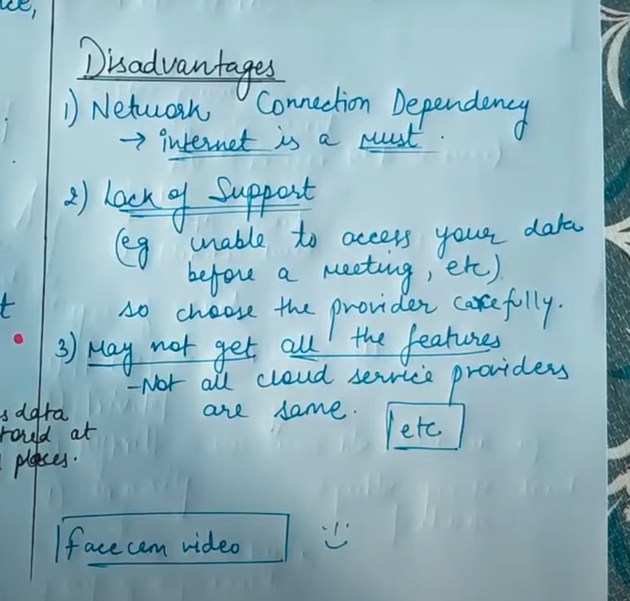 ce,
Disadvantages
1) Network Connection Dependency
→ internet is a must.
2) Lack of Support
(eg unable to access your data
before a meeting, etc)
so choose the provider carefully.
t
3) May not get all the features
-Not all cloud service providers
are same.
etc
s data
tored at
places.
face cam video